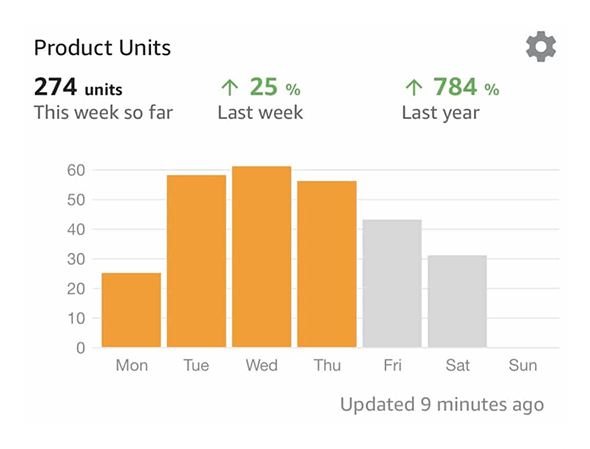 Product Units
274 units ↑ 25 % ↑ 784 %
This week so far Last week Last year
60
50
40
30
20
10
0
Mon Tue Wed Thu Fri Sat Sun
Updated 9 minutes ago